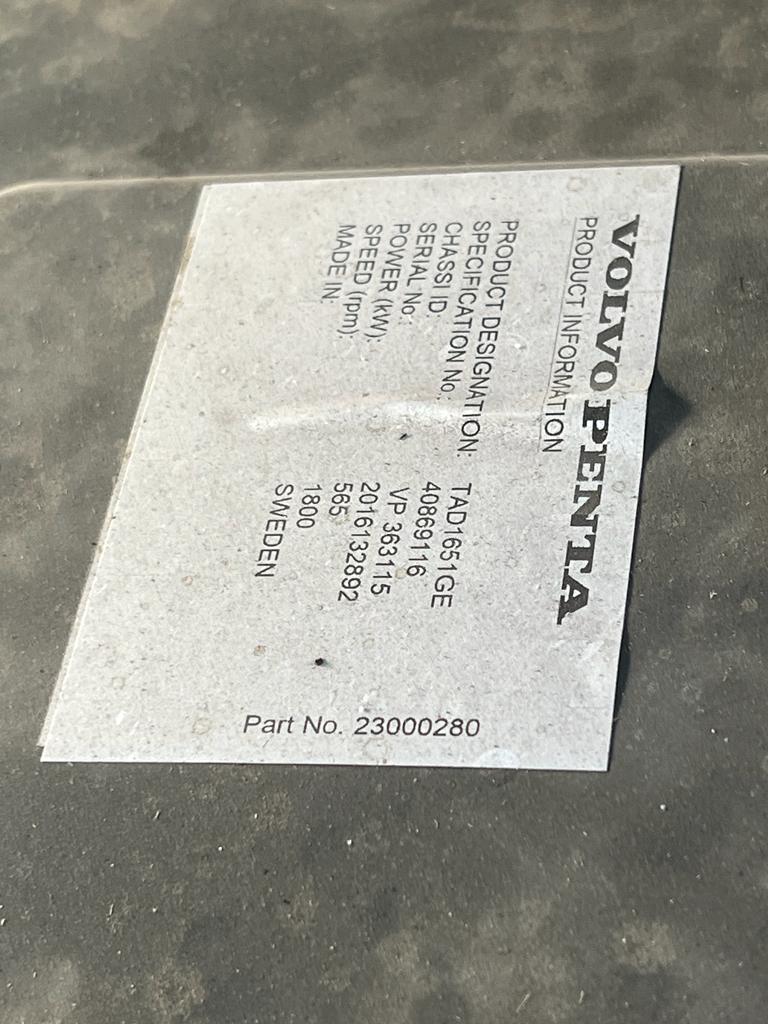 VOLVO PENTA
PRODUCT INFORMATION
PRODUCT DESIGNATION: TAD1651GE
SPECIFICATION No.: 40869116
CHASSI ID: VP 363115
SERIAL No.: 2016132892
POWER (kW): 565
SPEED (rpm): 1800
MADE IN: SWEDEN
Part No. 23000280